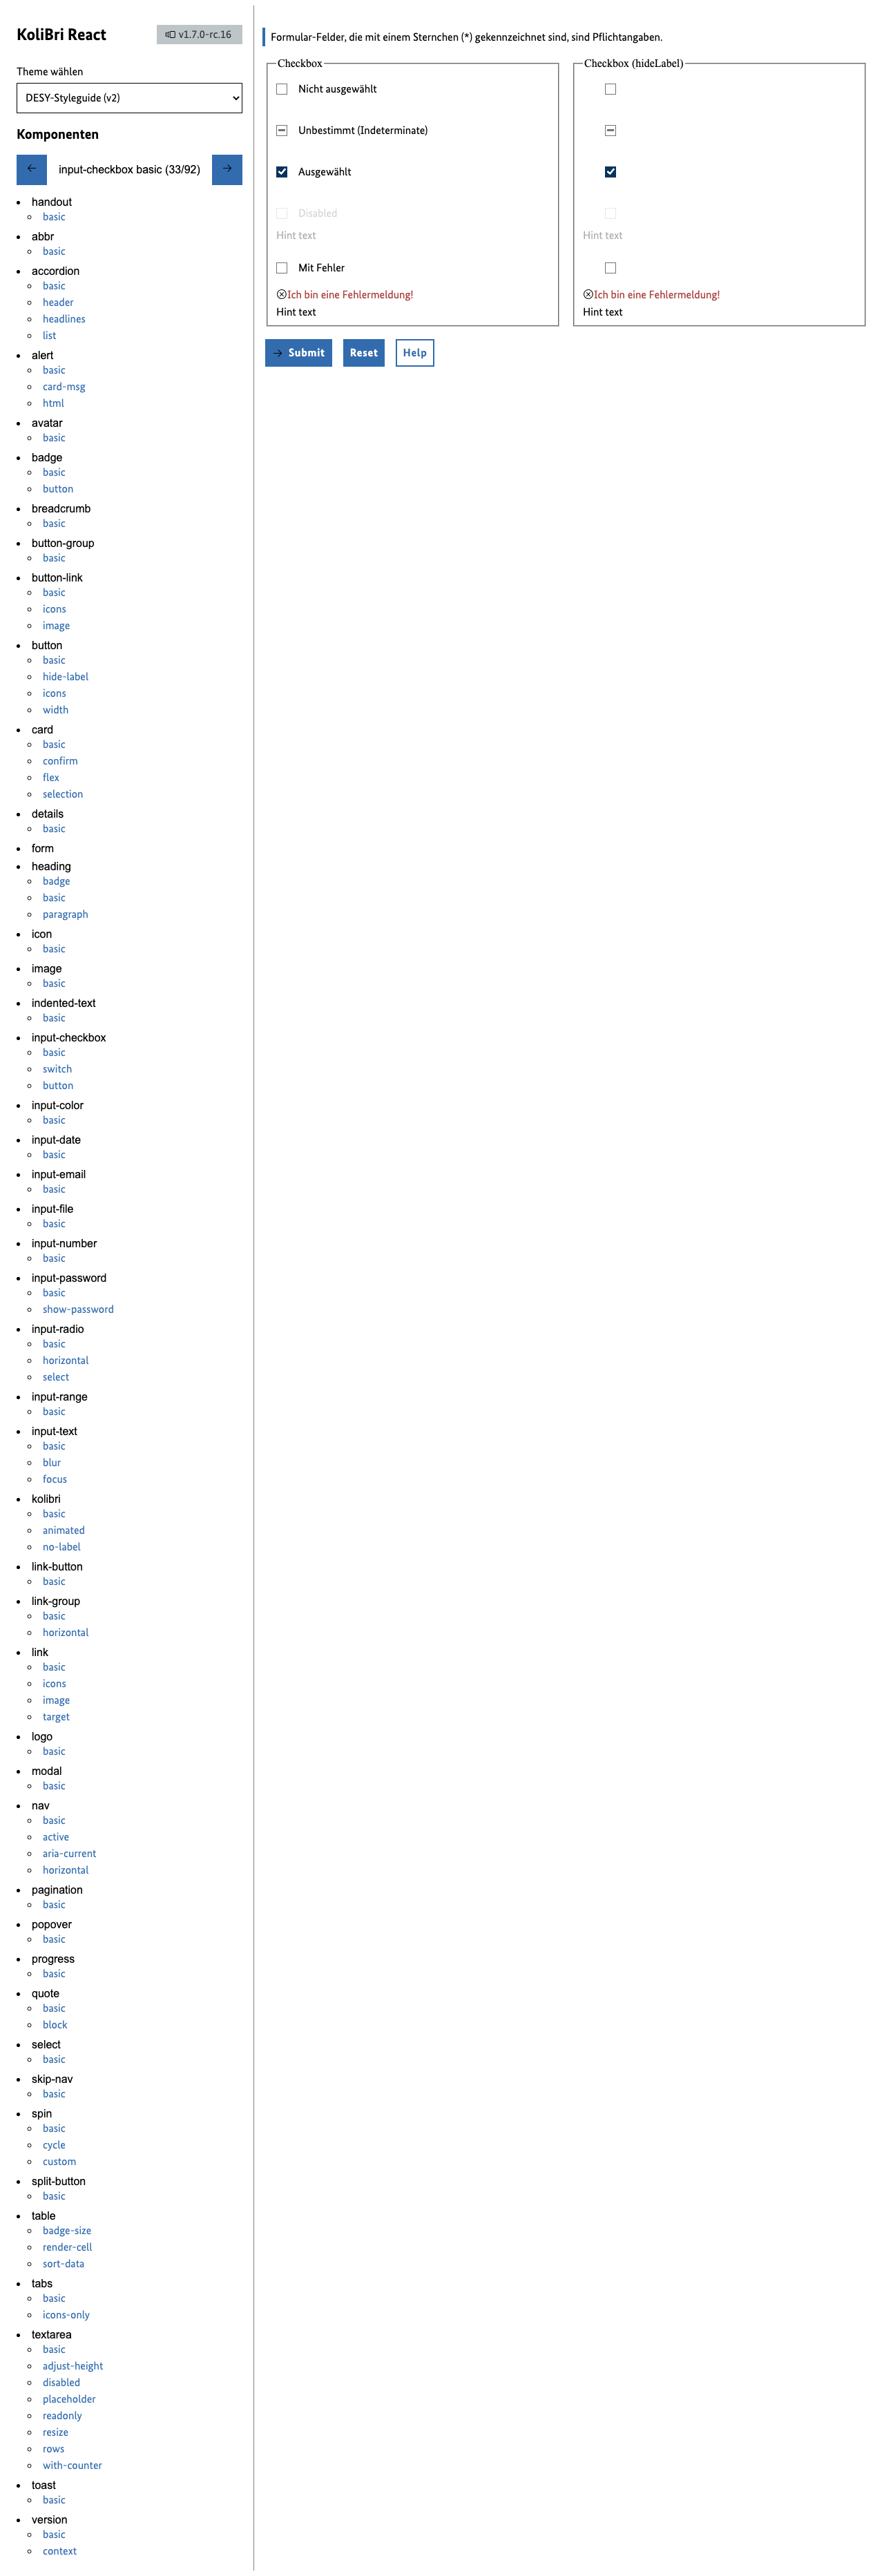 KoliBri React
v1.7.0-rc.16
Theme wählen
DESY-Styleguide (v2)
Komponenten
← input-checkbox basic (33/92) →
handout
basic
abbr
basic
accordion
basic
header
headlines
list
alert
basic
card-msg
html
avatar
basic
badge
basic
button
breadcrumb
basic
button-group
basic
button-link
basic
icons
image
button
basic
hide-label
icons
width
card
basic
confirm
flex
selection
details
basic
form
heading
badge
basic
paragraph
icon
basic
image
basic
indented-text
basic
input-checkbox
basic
switch
button
input-color
basic
input-date
basic
input-email
basic
input-file
basic
input-number
basic
input-password
basic
show-password
input-radio
basic
horizontal
select
input-range
basic
input-text
basic
blur
focus
kolibri
basic
animated
no-label
link-button
basic
link-group
basic
horizontal
link
basic
icons
image
target
logo
basic
modal
basic
nav
basic
active
aria-current
horizontal
pagination
basic
popover
basic
progress
basic
quote
basic
block
select
basic
skip-nav
basic
spin
basic
cycle
custom
split-button
basic
table
badge-size
render-cell
sort-data
tabs
basic
icons-only
textarea
basic
adjust-height
disabled
placeholder
readonly
resize
rows
with-counter
toast
basic
version
basic
context
Formular-Felder, die mit einem Sternchen (*) gekennzeichnet sind, sind Pflichtangaben.
Checkbox
Nicht ausgewählt
Unbestimmt (Indeterminate)
Ausgewählt
Disabled
Hint text
Mit Fehler
Ich bin eine Fehlermeldung!
Hint text
Checkbox (hideLabel)
Hint text
Ich bin eine Fehlermeldung!
Hint text
→ Submit
Reset
Help